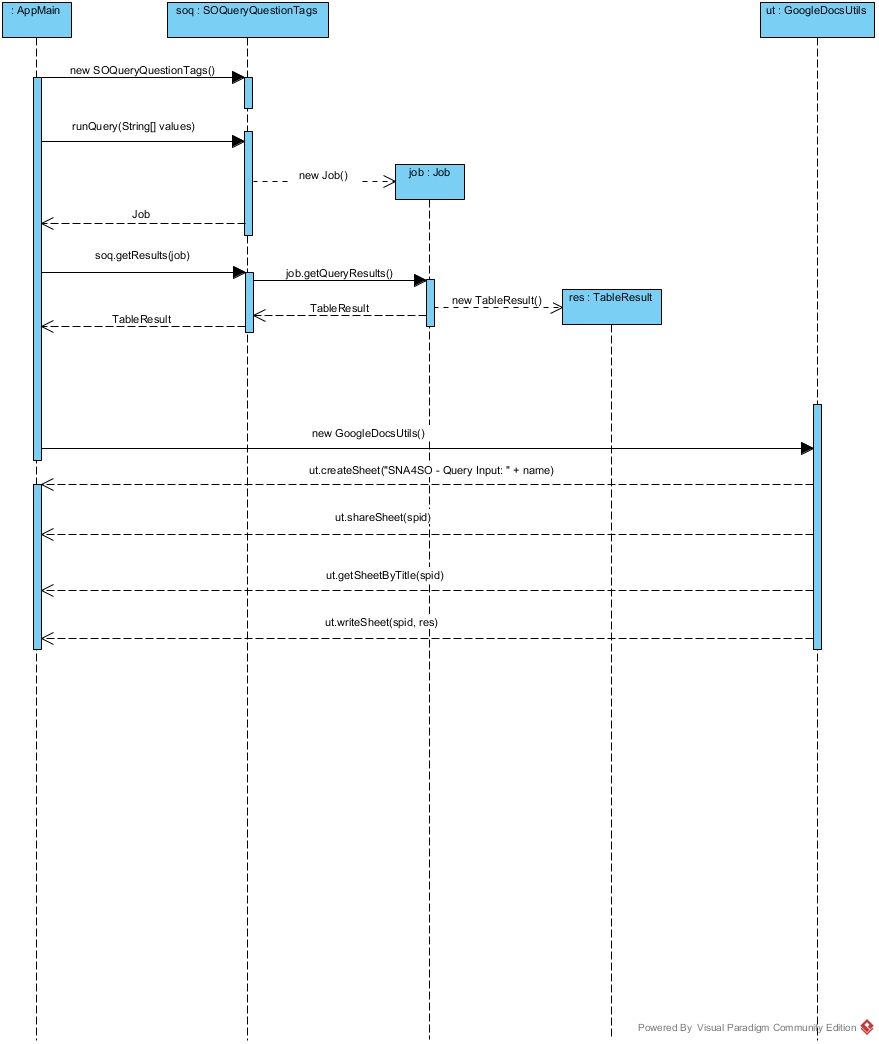 : AppMain
soq : SOQueryQuestionTags
ut : GoogleDocsUtils
new SOQueryQuestionTags()
runQuery(String[] values)
new Job()
job : Job
Job
soq.getResults(job)
job.getQueryResults()
new TableResult()
res : TableResult
TableResult
TableResult
new GoogleDocsUtils()
ut.createSheet("SNA4SO - Query Input: " + name)
ut.shareSheet(spid)
ut.getSheetByTitle(spid)
ut.writeSheet(spid, res)
Powered By Visual Paradigm Community Edition